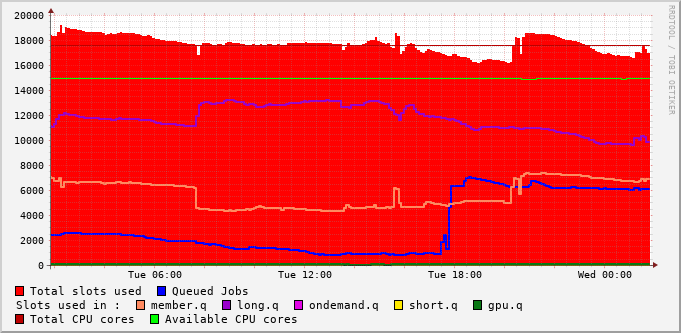 20000
18000
16000
14000
12000
10000
8000
6000
4000
2000
0
Tue 06:00 Tue 12:00 Tue 18:00 Wed 00:00
RRDTOOL / TOBI OETIKER
Total slots used Queued Jobs
Slots used in : member.q long.q ondemand.q short.q gpu.q
Total CPU cores Available CPU cores